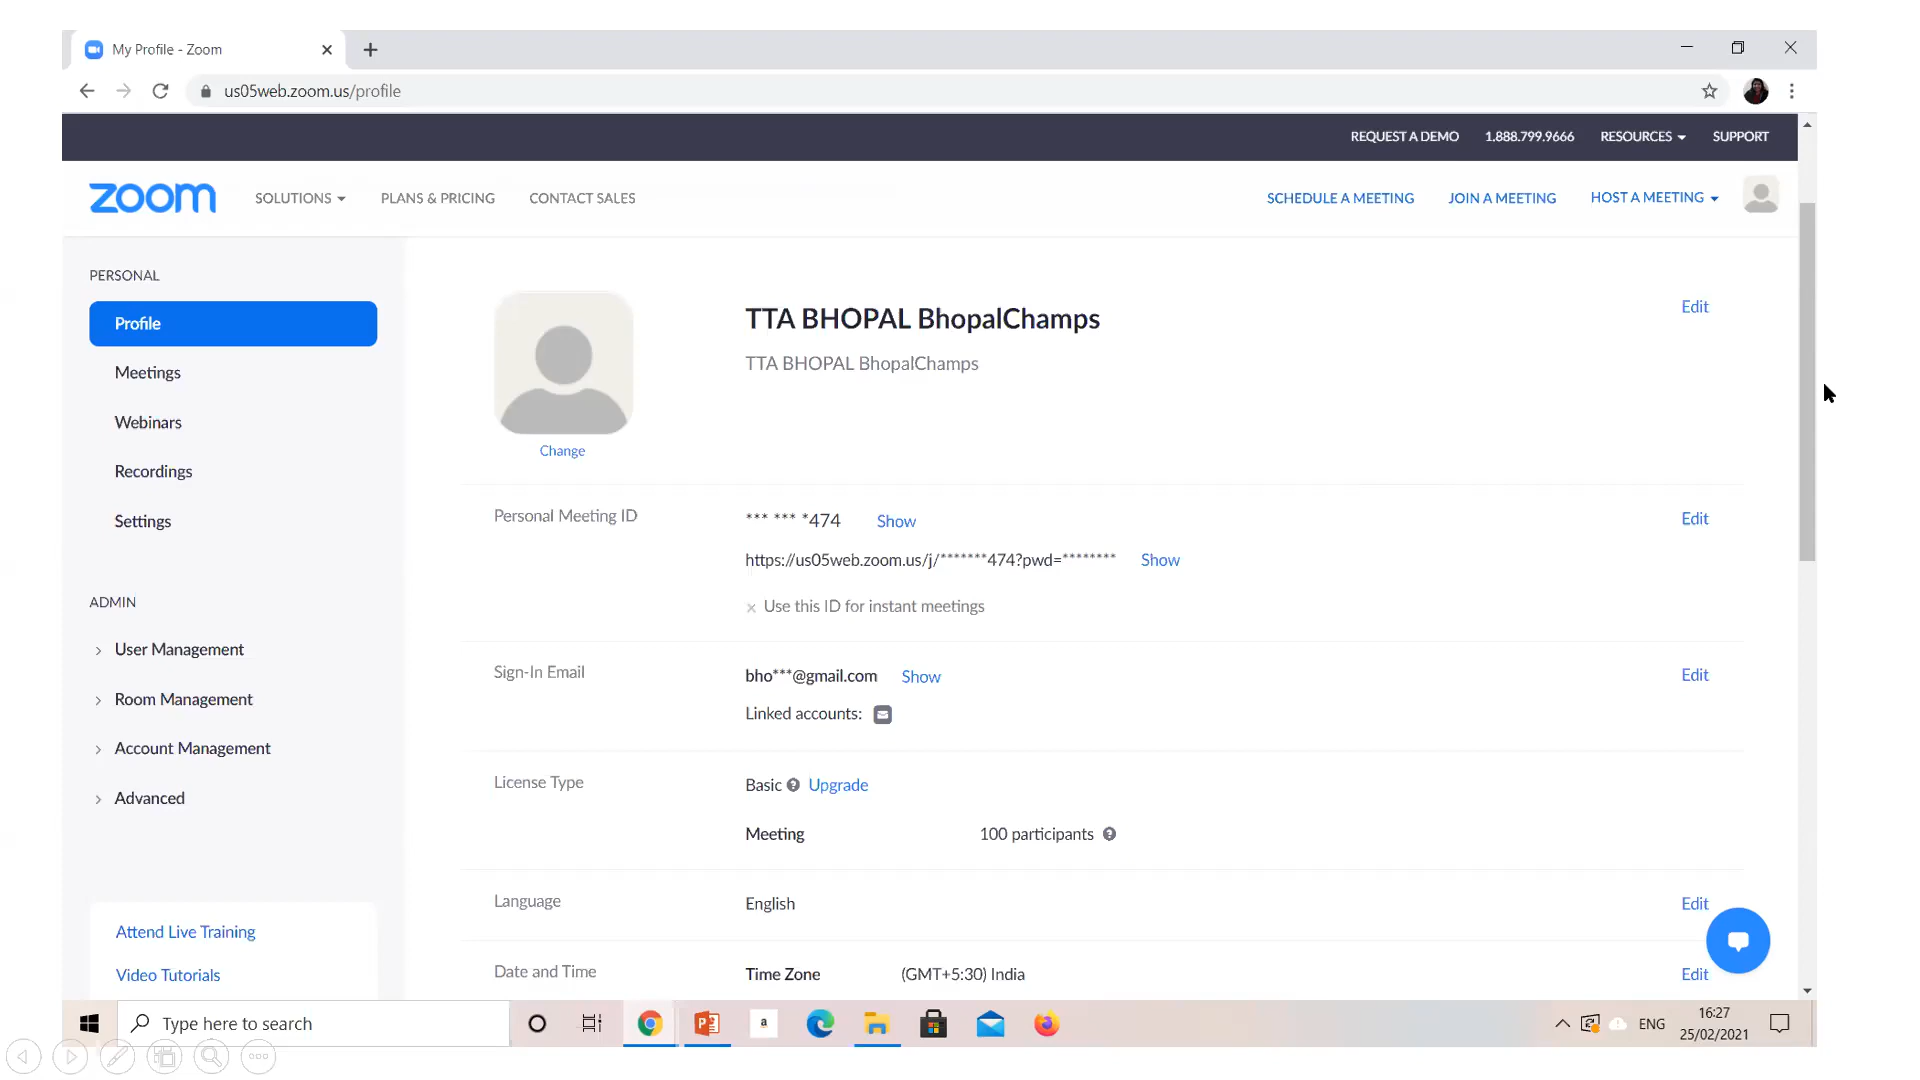 My Profile - Zoom
us05web.zoom.us/profile
REQUEST A DEMO 1.888.799.9666 RESOURCES SUPPORT
zoom SOLUTIONS PLANS & PRICING CONTACT SALES SCHEDULE A MEETING JOIN A MEETING HOST A MEETING
PERSONAL
Profile
Meetings
Webinars
Recordings
Settings
ADMIN
User Management
Room Management
Account Management
Advanced
Attend Live Training
Video Tutorials
TTA BHOPAL BhopalChamps Edit
TTA BHOPAL BhopalChamps
Change
Personal Meeting ID *** *** *474 Show Edit
https://us05web.zoom.us/j/*******474?pwd=******** Show
× Use this ID for instant meetings
Sign-In Email bho***@gmail.com Show Edit
Linked accounts:
License Type Basic Upgrade
Meeting 100 participants
Language English Edit
Date and Time Time Zone (GMT+5:30) India Edit
Type here to search
ENG
16:27
25/02/2021